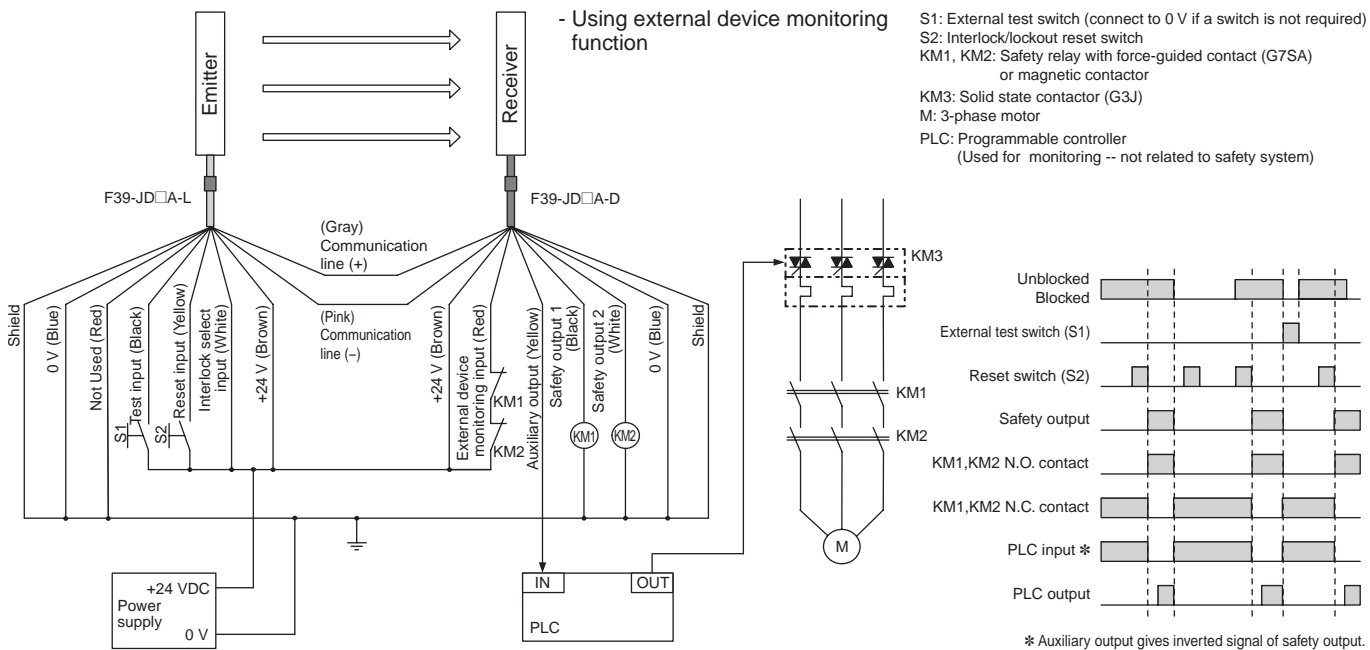 - Using external device monitoring
function
S1: External test switch (connect to 0 V if a switch is not required)
S2: Interlock/lockout reset switch
KM1, KM2: Safety relay with force-guided contact (G7SA)
or magnetic contactor
KM3: Solid state contactor (G3J)
M: 3-phase motor
PLC: Programmable controller
(Used for monitoring -- not related to safety system)
Emitter
Receiver
F39-JD□A-L
F39-JD□A-D
(Gray)
Communication
line (+)
(Pink)
Communication
line (−)
Shield
0 V (Blue)
Not Used (Red)
Test input (Black)
Reset input (Yellow)
Interlock select
input (White)
+24 V (Brown)
+24 V (Brown)
External device
monitoring input (Red)
Auxiliary output (Yellow)
Safety output 1
(Black)
Safety output 2
(White)
0 V (Blue)
Shield
S1
S2
KM1
KM2
KM1
KM2
KM3
KM1
KM2
M
+24 VDC
Power
supply
0 V
IN
OUT
PLC
Unblocked
Blocked
External test switch (S1)
Reset switch (S2)
Safety output
KM1,KM2 N.O. contact
KM1,KM2 N.C. contact
PLC input ✻
PLC output
✻ Auxiliary output gives inverted signal of safety output.